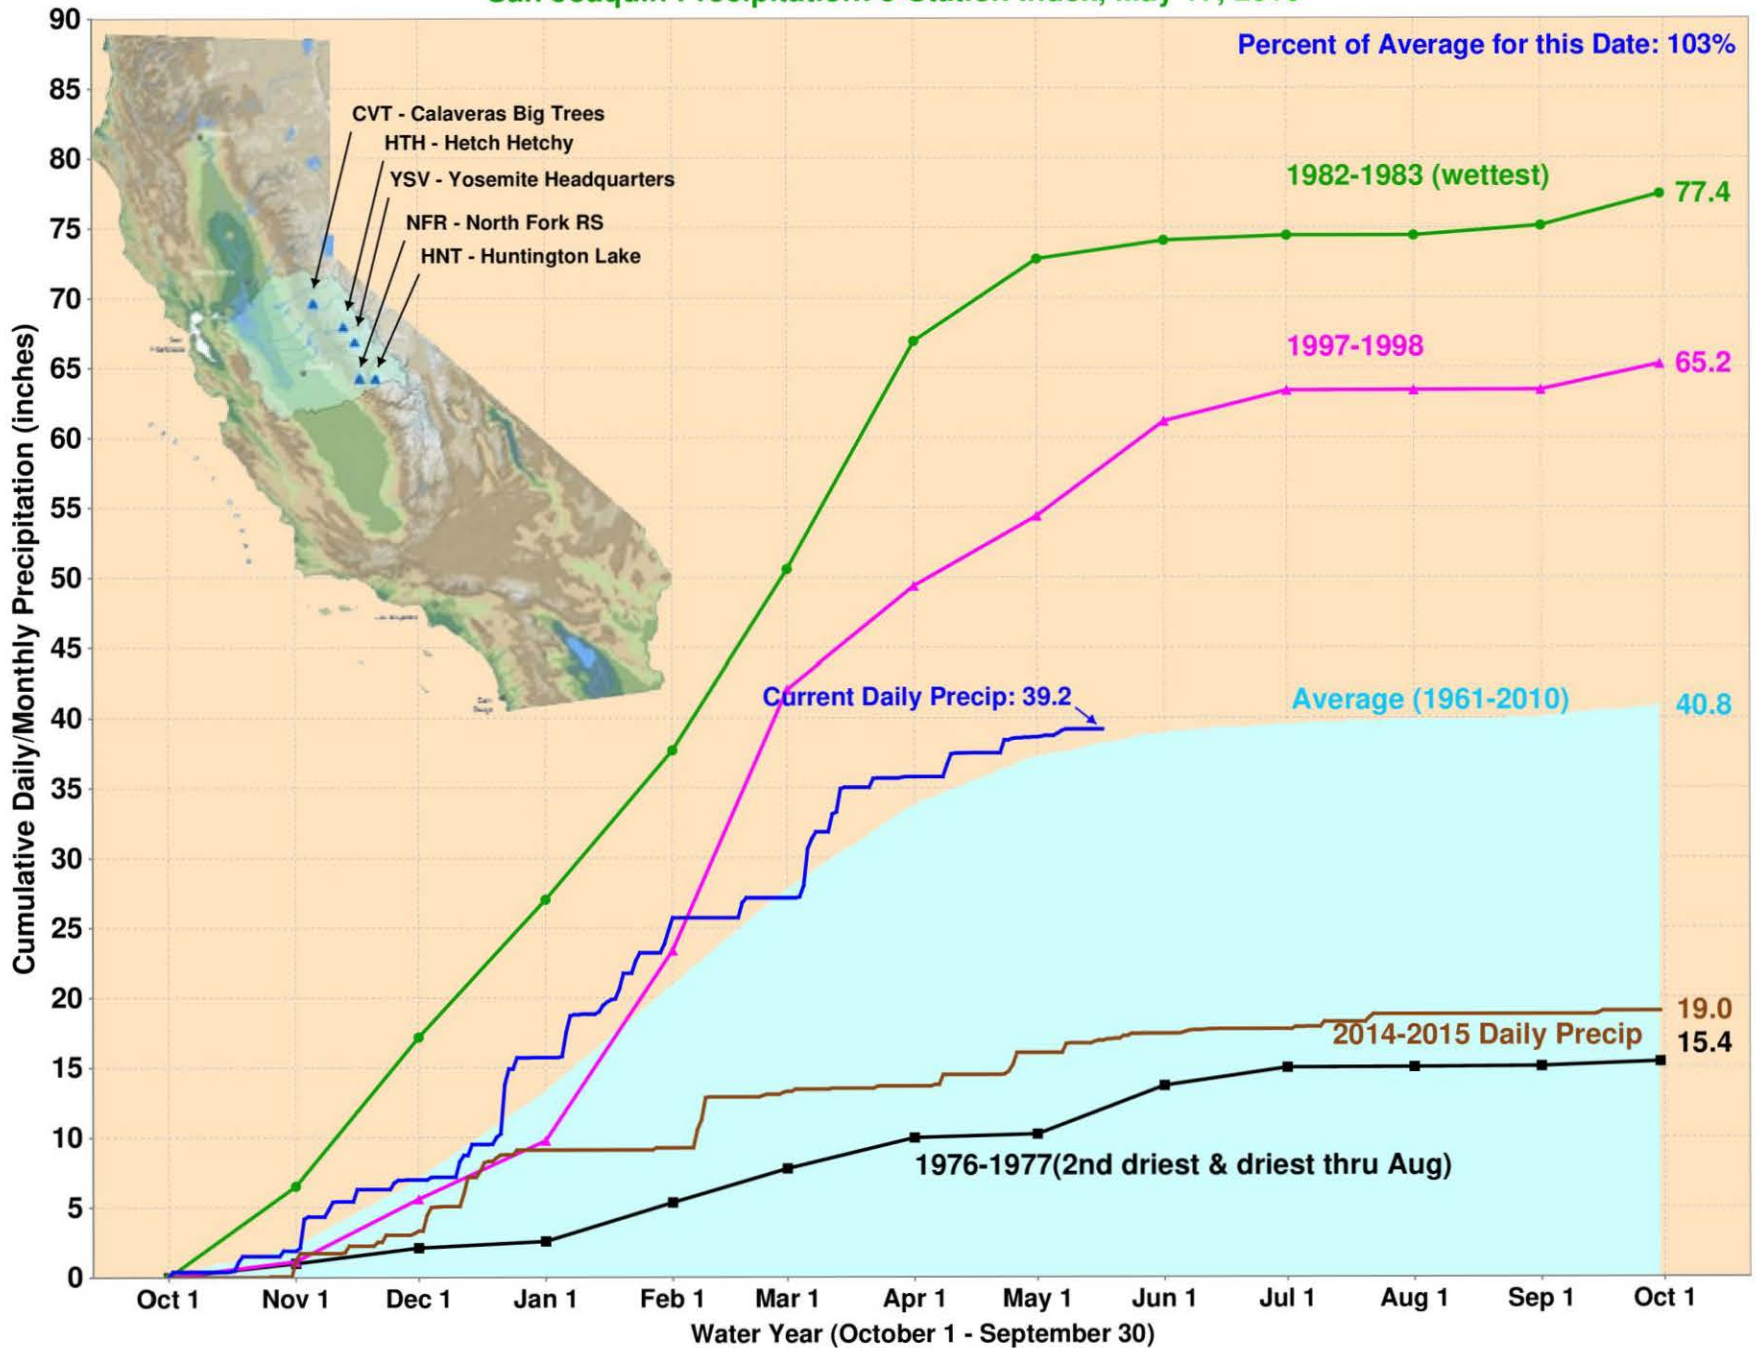 Percent of Average for this Date: 103%
CVT - Calaveras Big Trees
HTH - Hetch Hetchy
YSV - Yosemite Headquarters
NFR - North Fork RS
HNT - Huntington Lake
1982-1983 (wettest)
77.4
1997-1998
65.2
Current Daily Precip: 39.2
Average (1961-2010)
40.8
19.0
2014-2015 Daily Precip
15.4
1976-1977(2nd driest & driest thru Aug)
Cumulative Daily/Monthly Precipitation (inches)
90
85
80
75
70
65
60
55
50
45
40
35
30
25
20
15
10
5
0
Oct 1
Nov 1
Dec 1
Jan 1
Feb 1
Mar 1
Apr 1
May 1
Jun 1
Jul 1
Aug 1
Sep 1
Oct 1
Water Year (October 1 - September 30)